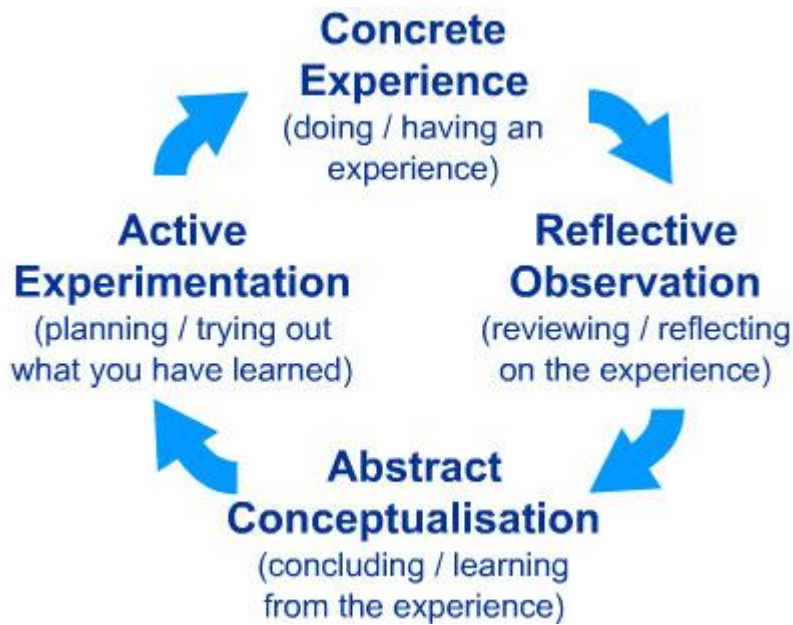 Concrete
Experience
(doing / having an
experience)
Reflective
Observation
(reviewing / reflecting
on the experience)
Abstract
Conceptualisation
(concluding / learning
from the experience)
Active
Experimentation
(planning / trying out
what you have learned)